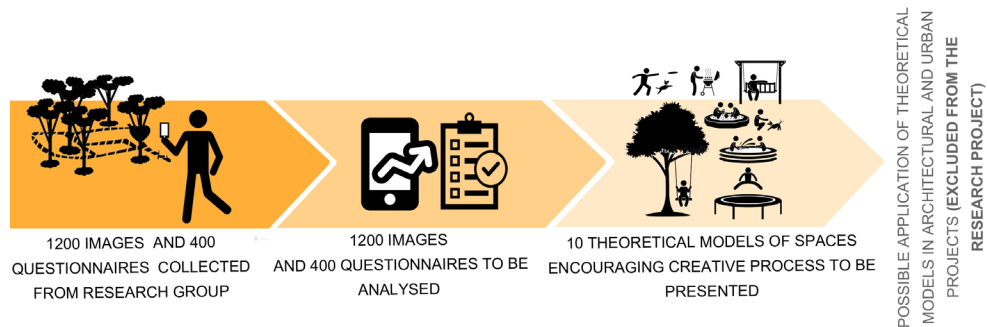 1200 IMAGES AND 400
QUESTIONNAIRES COLLECTED
FROM RESEARCH GROUP
1200 IMAGES
AND 400 QUESTIONNAIRES TO BE
ANALYSED
10 THEORETICAL MODELS OF SPACES
ENCOURAGING CREATIVE PROCESS TO BE
PRESENTED
POSSIBLE APPLICATION OF THEORETICAL
MODELS IN ARCHITECTURAL AND URBAN
PROJECTS (EXCLUDED FROM THE
RESEARCH PROJECT)